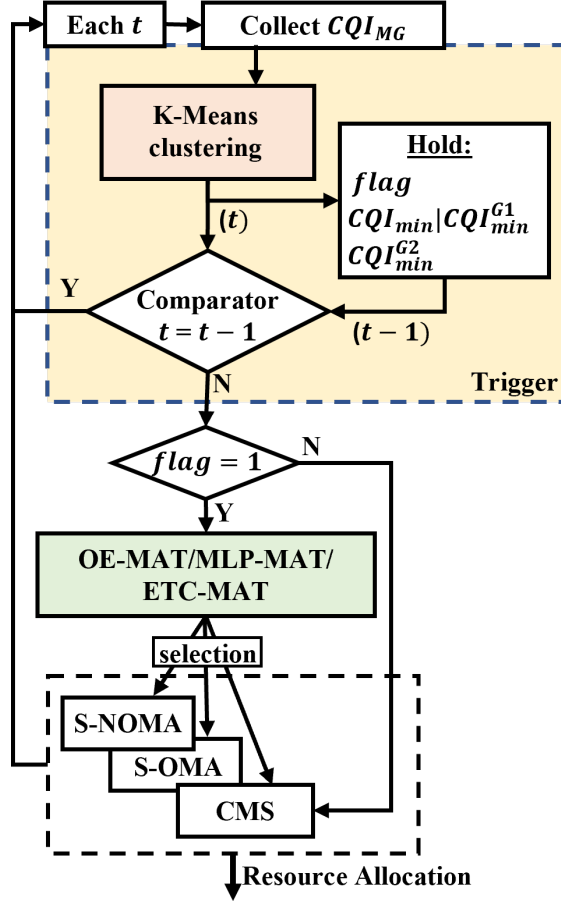 Each t
Collect CQI_MG
K-Means
clustering
Hold:
flag
CQI_min|CQI_min^G1
CQI_min^G2
(t)
Y
Comparator
t = t − 1
(t − 1)
N
Trigger
flag = 1
N
Y
OE-MAT/MLP-MAT/
ETC-MAT
selection
S-NOMA
S-OMA
CMS
Resource Allocation